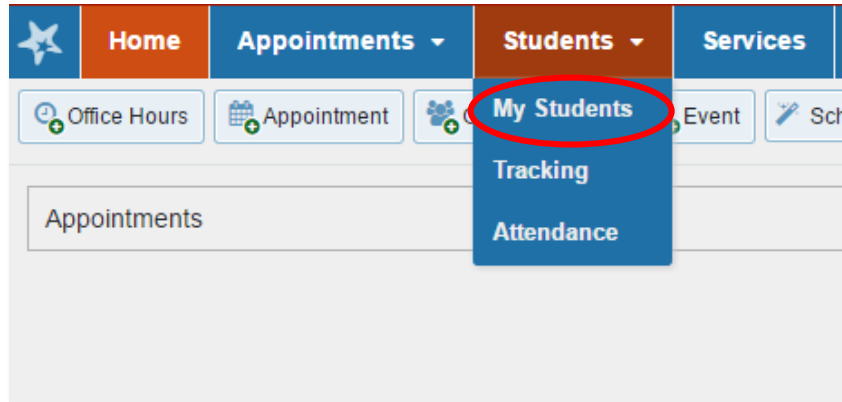 Home Appointments Students Services
Office Hours Appointment Event
My Students
Tracking
Appointments
Attendance